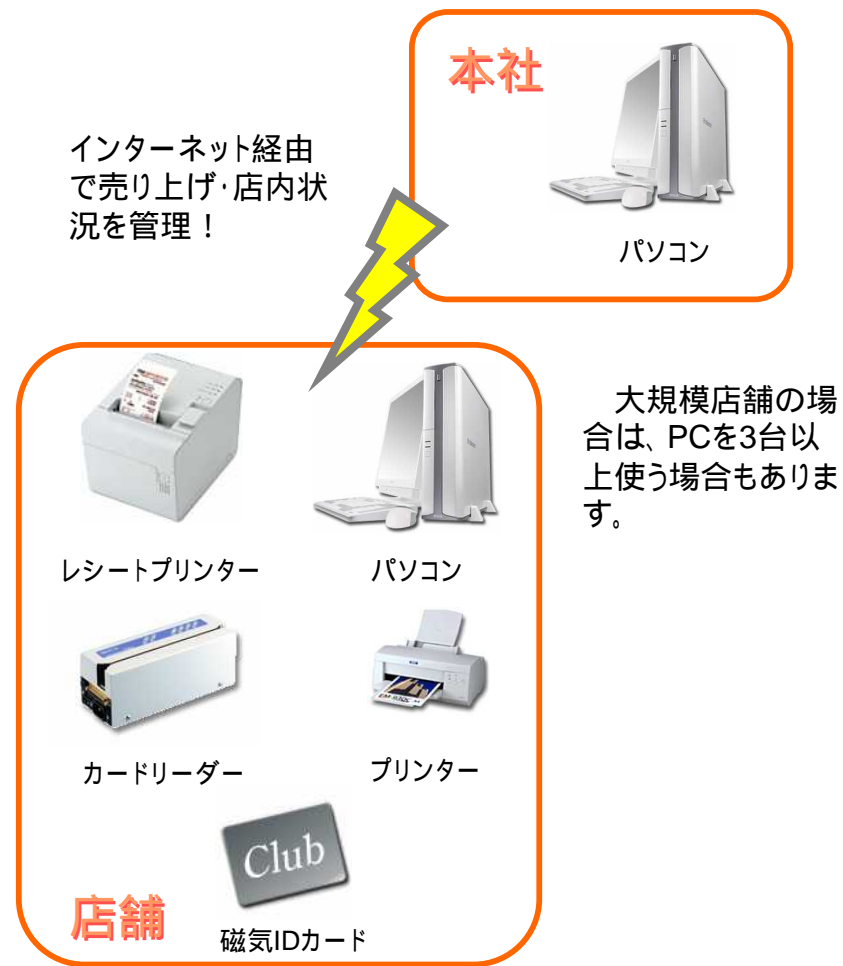 本社
インターネット経由
で売り上げ・店内状
況を管理！
パソコン
大規模店舗の場
合は、PCを3台以
上使う場合もありま
す。
レシートプリンター
パソコン
カードリーダー
プリンター
Club
店舗
磁気IDカード